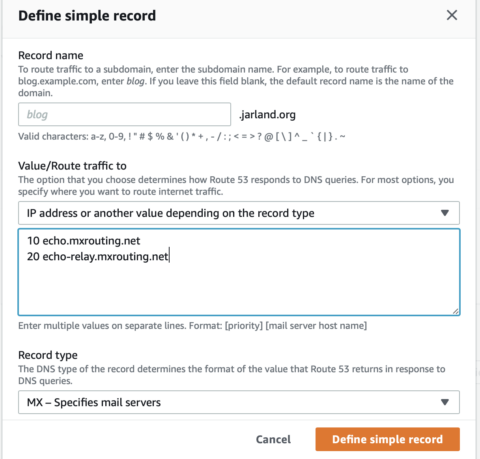 Define simple record
Record name
To route traffic to a subdomain, enter the subdomain name. For example, to route traffic to
blog.example.com, enter blog. If you leave this field blank, the default record name is the name of the
domain.
blog
.jarland.org
Valid characters: a-z, 0-9, ! " # $ % & ' ( ) * + , - / : ; < = > ? @ [ \ ] ^ _ ` { | } . ~
Value/Route traffic to
The option that you choose determines how Route 53 responds to DNS queries. For most options, you
specify where you want to route internet traffic.
IP address or another value depending on the record type
10 echo.mxrouting.net
20 echo-relay.mxrouting.net
Enter multiple values on separate lines. Format: [priority] [mail server host name]
Record type
The DNS type of the record determines the format of the value that Route 53 returns in response to
DNS queries.
MX – Specifies mail servers
Cancel
Define simple record